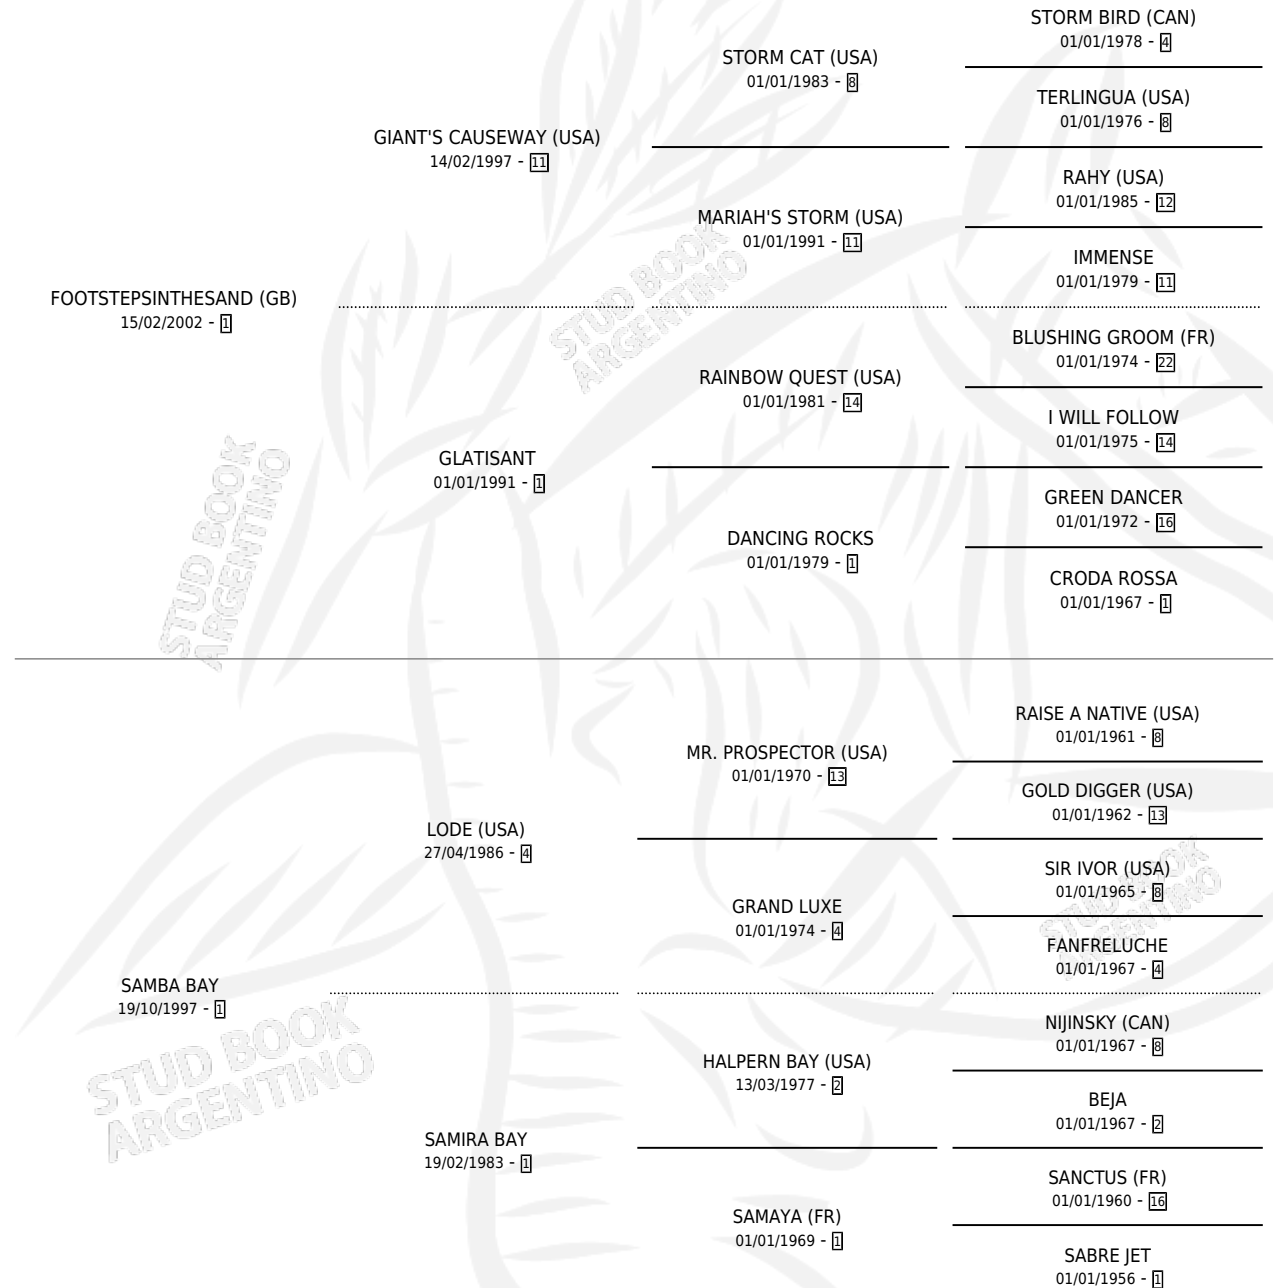 STORM BIRD (CAN)
01/01/1978 - 4
STORM CAT (USA)
01/01/1983 - 8
TERLINGUA (USA)
01/01/1976 - 8
GIANT'S CAUSEWAY (USA)
14/02/1997 - 11
RAHY (USA)
01/01/1985 - 12
MARIAH'S STORM (USA)
01/01/1991 - 11
IMMENSE
01/01/1979 - 11
FOOTSTEPSINTHESAND (GB)
15/02/2002 - 1
BLUSHING GROOM (FR)
01/01/1974 - 22
RAINBOW QUEST (USA)
01/01/1981 - 14
I WILL FOLLOW
01/01/1975 - 14
GLATISANT
01/01/1991 - 1
GREEN DANCER
01/01/1972 - 16
DANCING ROCKS
01/01/1979 - 1
CRODA ROSSA
01/01/1967 - 1
RAISE A NATIVE (USA)
01/01/1961 - 8
MR. PROSPECTOR (USA)
01/01/1970 - 13
GOLD DIGGER (USA)
01/01/1962 - 13
LODE (USA)
27/04/1986 - 4
SIR IVOR (USA)
01/01/1965 - 8
GRAND LUXE
01/01/1974 - 4
FANFRELUCHE
01/01/1967 - 4
SAMBA BAY
19/10/1997 - 1
NIJINSKY (CAN)
01/01/1967 - 8
HALPERN BAY (USA)
13/03/1977 - 2
BEJA
01/01/1967 - 2
SAMIRA BAY
19/02/1983 - 1
SANCTUS (FR)
01/01/1960 - 16
SAMAYA (FR)
01/01/1969 - 1
SABRE JET
01/01/1956 - 1
STUD BOOK
ARGENTINO
STUD BOOK
ARGENTINO
STUD BOOK
ARGENTINO
STUD BOOK
ARGENTINO